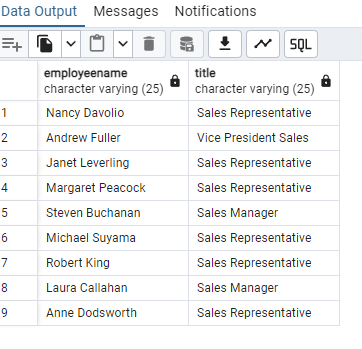 Data Output Messages Notifications
SQL
employeename title
character varying (25) character varying (25)
1 Nancy Davolio Sales Representative
2 Andrew Fuller Vice President Sales
3 Janet Leverling Sales Representative
4 Margaret Peacock Sales Representative
5 Steven Buchanan Sales Manager
6 Michael Suyama Sales Representative
7 Robert King Sales Representative
8 Laura Callahan Sales Manager
9 Anne Dodsworth Sales Representative